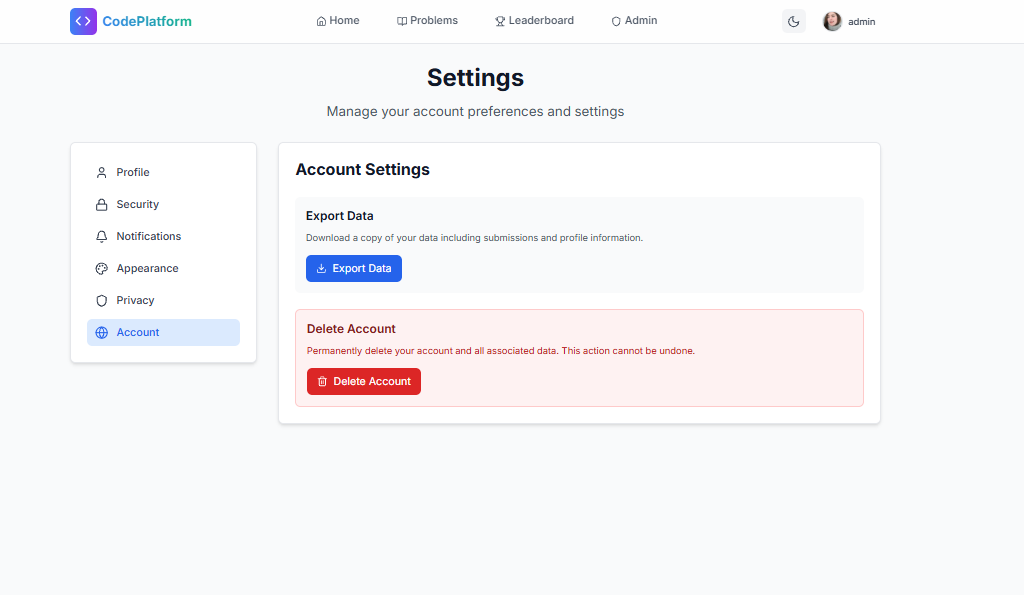 CodePlatform
Home
Problems
Leaderboard
Admin
admin
Settings
Manage your account preferences and settings
Profile
Security
Notifications
Appearance
Privacy
Account
Account Settings
Export Data
Download a copy of your data including submissions and profile information.
Export Data
Delete Account
Permanently delete your account and all associated data. This action cannot be undone.
Delete Account